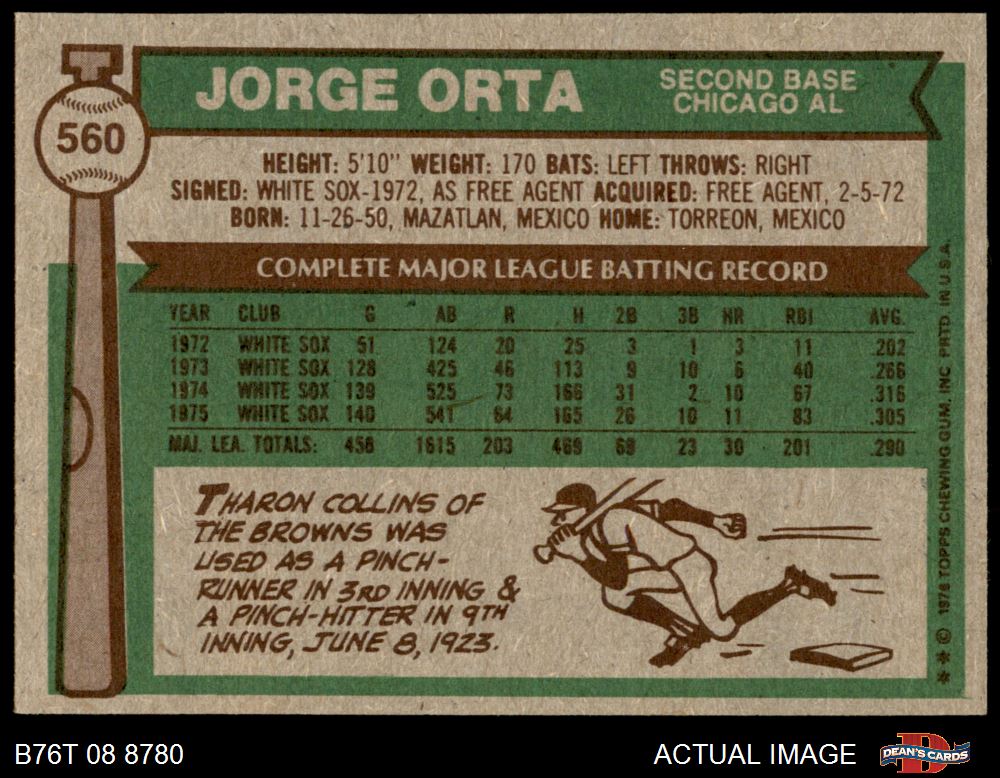 560
JORGE ORTA
SECOND BASE
CHICAGO AL
HEIGHT: 5'10" WEIGHT: 170 BATS: LEFT THROWS: RIGHT
SIGNED: WHITE SOX-1972, AS FREE AGENT ACQUIRED: FREE AGENT, 2-5-72
BORN: 11-26-50, MAZATLAN, MEXICO HOME: TORREON, MEXICO
COMPLETE MAJOR LEAGUE BATTING RECORD
YEAR CLUB G AB R H 2B 3B HR RBI AVG.
1972 WHITE SOX 51 124 20 25 3 1 3 11 .202
1973 WHITE SOX 128 425 46 113 9 10 6 40 .266
1974 WHITE SOX 139 525 73 166 31 2 10 67 .316
1975 WHITE SOX 140 541 64 165 26 10 11 83 .305
MAJ. LEA. TOTALS: 458 1615 203 469 69 23 30 201 .290
THARON COLLINS OF
THE BROWNS WAS
USED AS A PINCH-
RUNNER IN 3RD INNING &
A PINCH-HITTER IN 9TH
INNING, JUNE 8, 1923.
** © 1976 TOPPS CHEWING GUM, INC. PRTD. IN U.S.A.
B76T 08 8780
ACTUAL IMAGE
D
DEAN'S CARDS